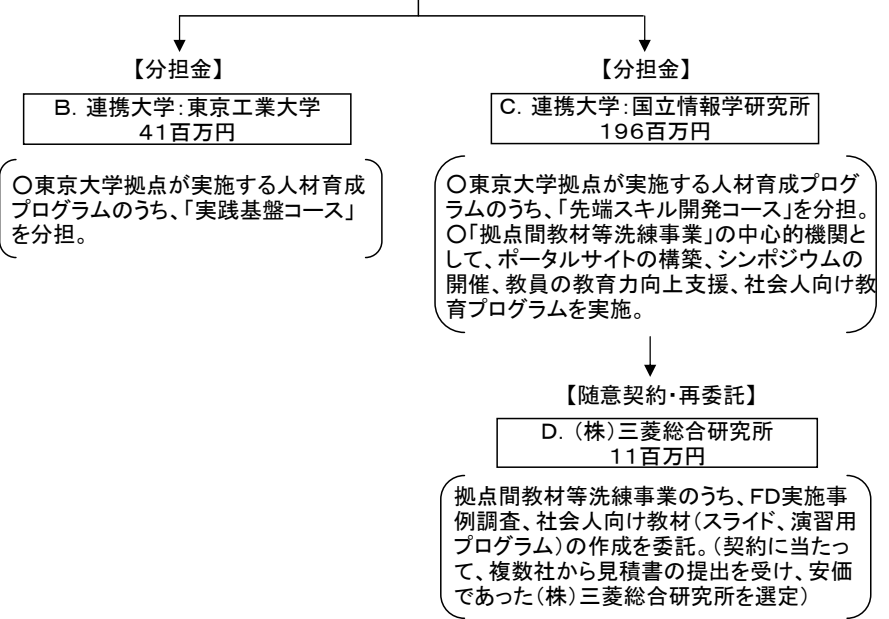 【分担金】
B．連携大学：東京工業大学
41百万円
〇東京大学拠点が実施する人材育成
プログラムのうち、「実践基盤コース」
を分担。
【分担金】
C．連携大学：国立情報学研究所
196百万円
〇東京大学拠点が実施する人材育成プログ
ラムのうち、「先端スキル開発コース」を分担。
〇「拠点間教材等洗練事業」の中心的機関と
して、ポータルサイトの構築、シンポジウムの
開催、教員の教育力向上支援、社会人向け教
育プログラムを実施。
【随意契約・再委託】
D．（株）三菱総合研究所
11百万円
拠点間教材等洗練事業のうち、FD実施事
例調査、社会人向け教材（スライド、演習用
プログラム）の作成を委託。（契約に当たっ
て、複数社から見積書の提出を受け、安価
であった（株）三菱総合研究所を選定）